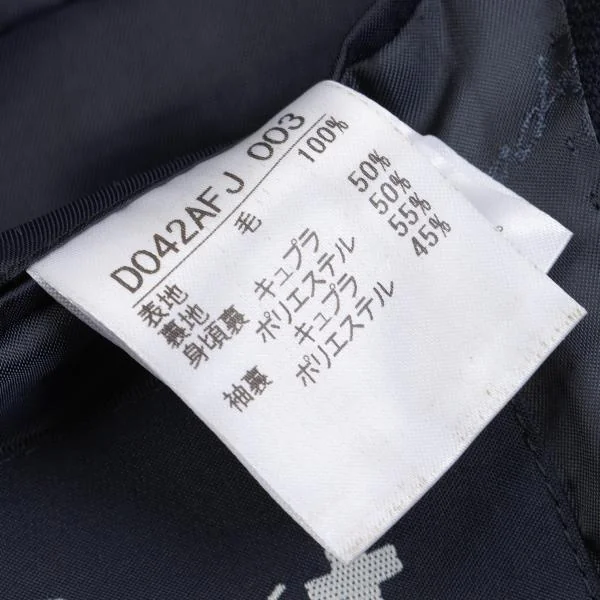 D042AFJ 003
表地 毛 100%
裏地
身頃裏 キュプラ 50%
ポリエステル 50%
袖裏 キュプラ 55%
ポリエステル 45%